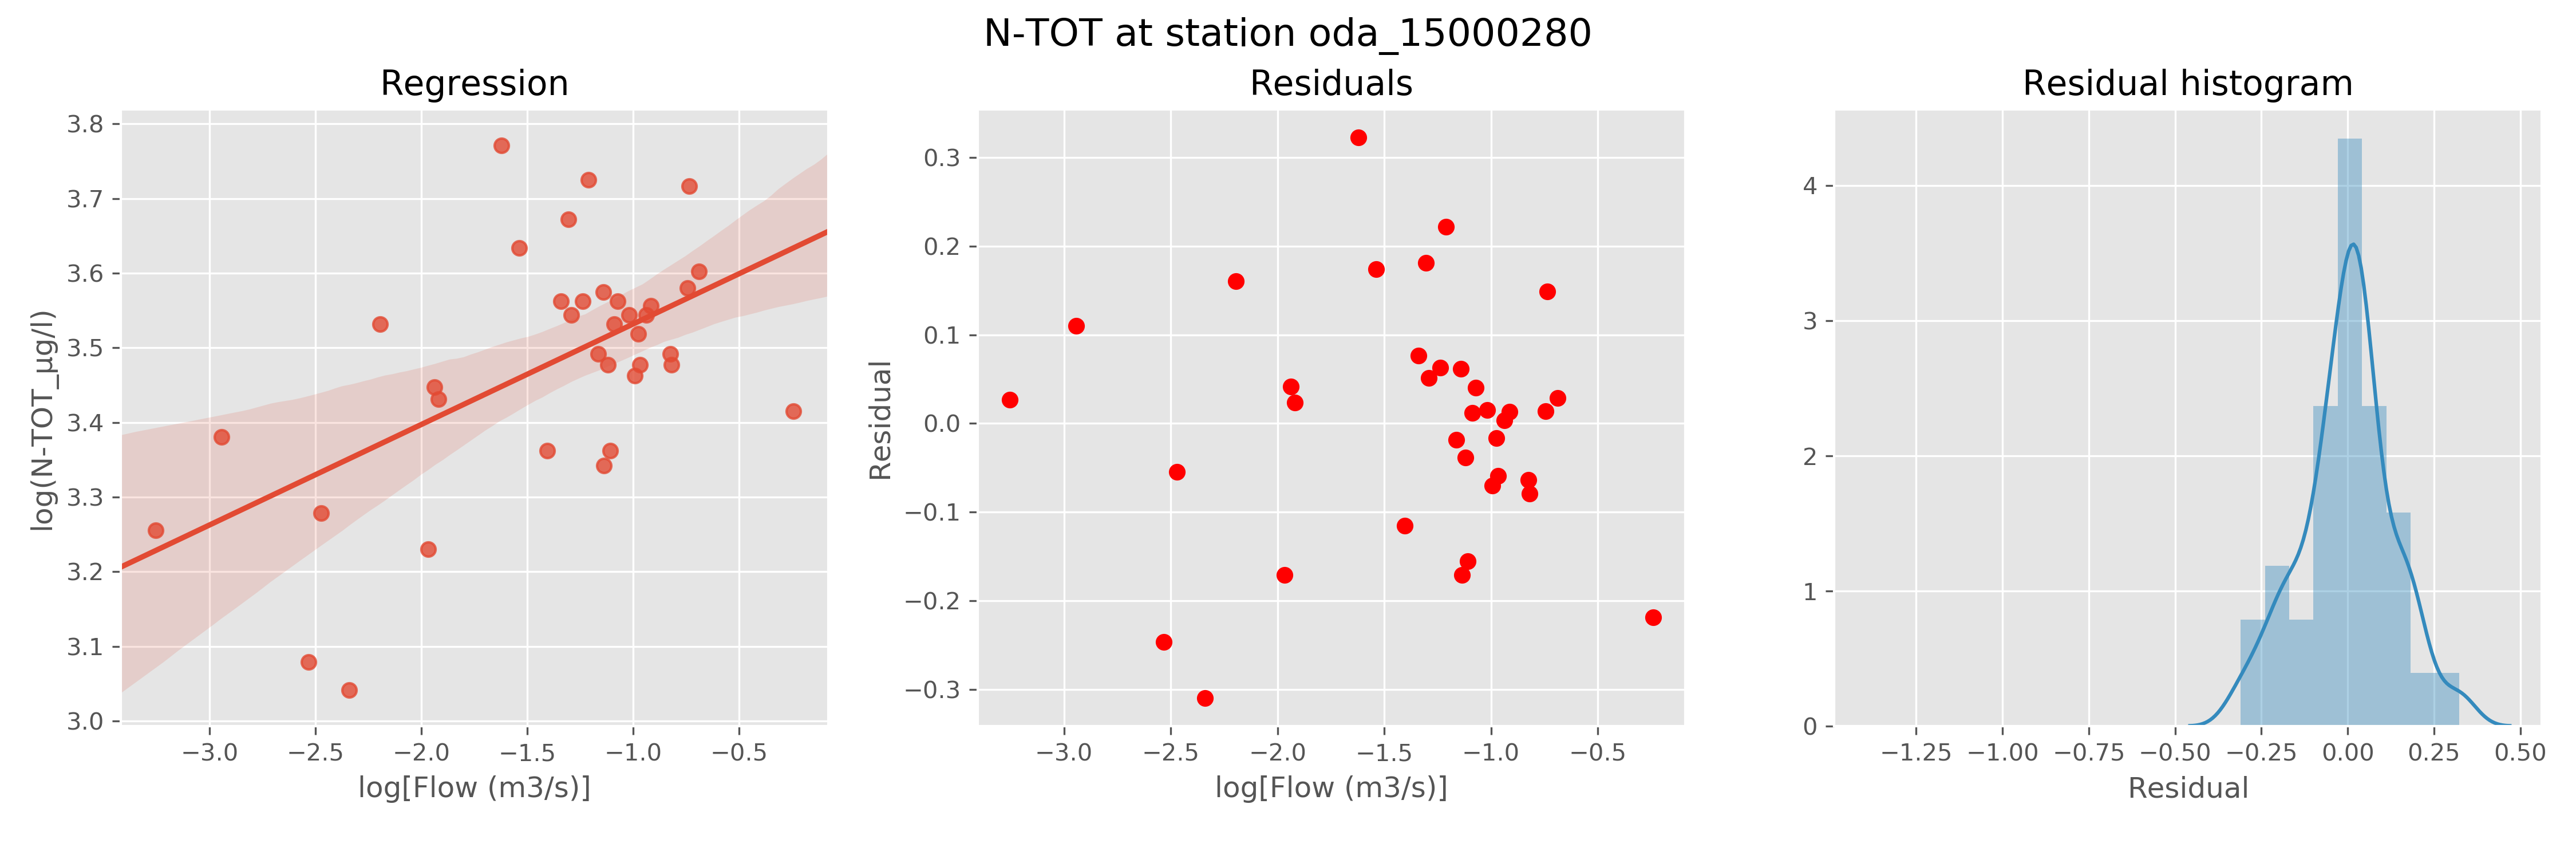 N-TOT at station oda_15000280
Regression
3.8
3.7
3.6
3.5
3.4
3.3
3.2
3.1
3.0
log(N-TOT_µg/l)
−3.0 −2.5 −2.0 −1.5 −1.0 −0.5
log[Flow (m3/s)]
Residuals
0.3
0.2
0.1
0.0
−0.1
−0.2
−0.3
Residual
−3.0 −2.5 −2.0 −1.5 −1.0 −0.5
log[Flow (m3/s)]
Residual histogram
4
3
2
1
0
−1.25 −1.00 −0.75 −0.50 −0.25 0.00 0.25 0.50
Residual